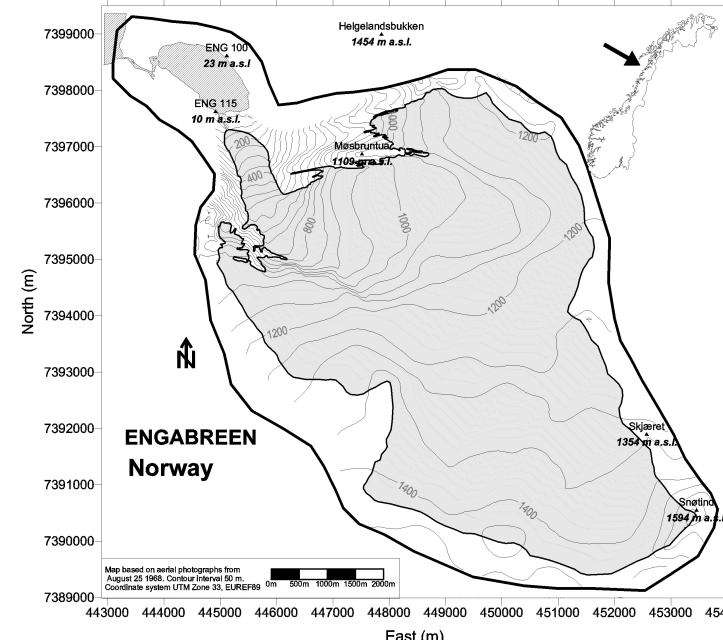 7399000
7398000
7397000
7396000
7395000
7394000
7393000
7392000
7391000
7390000
7389000
North (m)
Helgelandsbukken
1454 m a.s.l.
ENG 100
23 m a.s.l
ENG 115
10 m a.s.l.
Møsbruntua
1109 m a.s.l.
200
400
800
1000
1000
1200
1200
1200
1200
1400
1400
N
ENGABREEN
Norway
Skjæret
1354 m a.s.l.
Snøtind
1594 m a.s.l
Map based on aerial photographs from
August 25 1968. Contour Interval 50 m.
Coordinate system UTM Zone 33, EUREF89
0m 500m 1000m 1500m 2000m
443000 444000 445000 446000 447000 448000 449000 450000 451000 452000 453000 454
East (m)